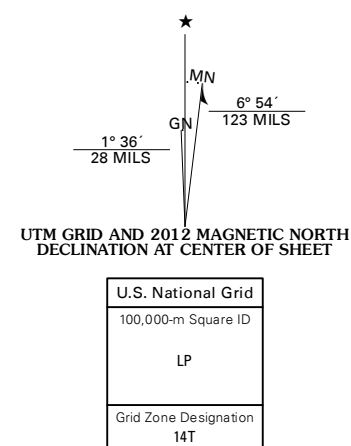 ★
MN
GN
6° 54´
123 MILS
1° 36´
28 MILS
UTM GRID AND 2012 MAGNETIC NORTH
DECLINATION AT CENTER OF SHEET
U.S. National Grid
100,000-m Square ID
LP
Grid Zone Designation
14T